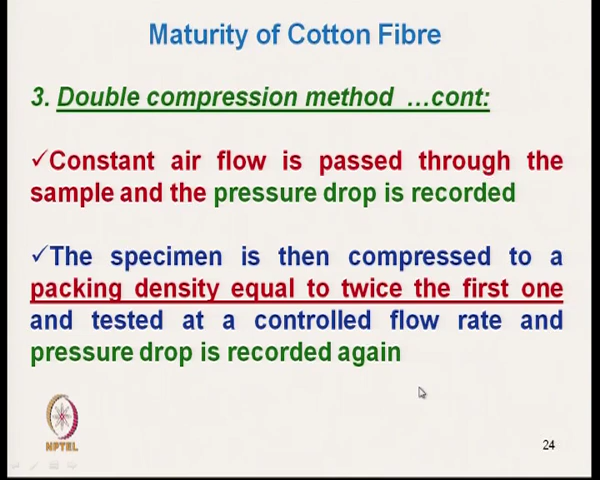 Maturity of Cotton Fibre
3. Double compression method …cont:
✓Constant air flow is passed through the
sample and the pressure drop is recorded
✓The specimen is then compressed to a
packing density equal to twice the first one
and tested at a controlled flow rate and
pressure drop is recorded again
NPTEL
24